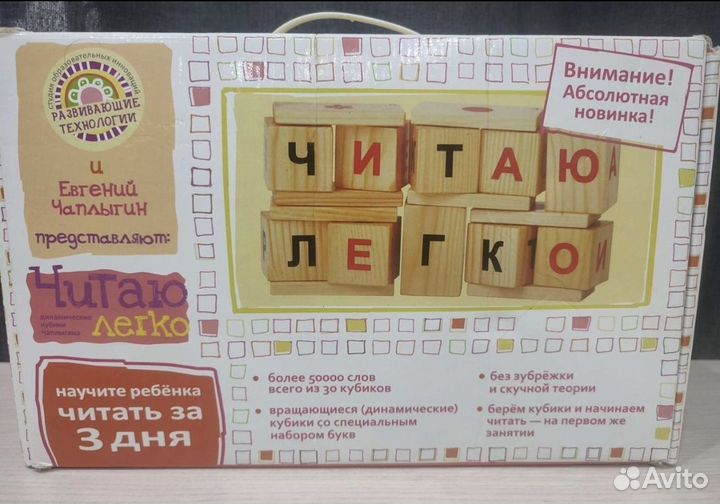 студия образовательных инноваций
РАЗВИВАЮЩИЕ
ТЕХНОЛОГИИ
и
Евгений
Чаплыгин
представляют:
Читаю
легко
динамические
кубики
Чаплыгина
научите ребёнка
читать за
3 дня
Внимание!
Абсолютная
новинка!
ЧИТАЮ А
ЛЕГКО И
• более 50000 слов
всего из 30 кубиков
• вращающиеся (динамические)
кубики со специальным
набором букв
• без зубрёжки
и скучной теории
• берём кубики и начинаем
читать — на первом же
занятии
Avito